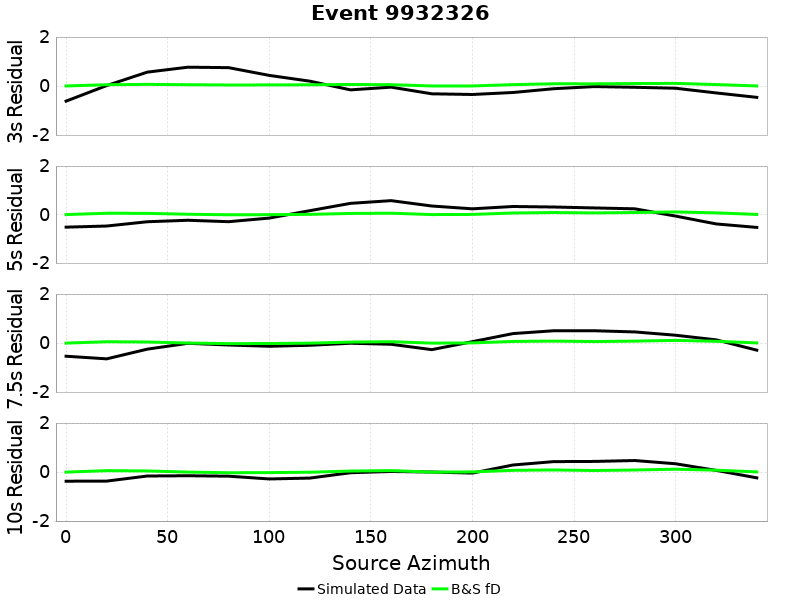 Event 9932326
3s Residual
2
0
-2
5s Residual
2
0
-2
7.5s Residual
2
0
-2
10s Residual
2
0
-2
0 50 100 150 200 250 300
Source Azimuth
Simulated Data B&S fD